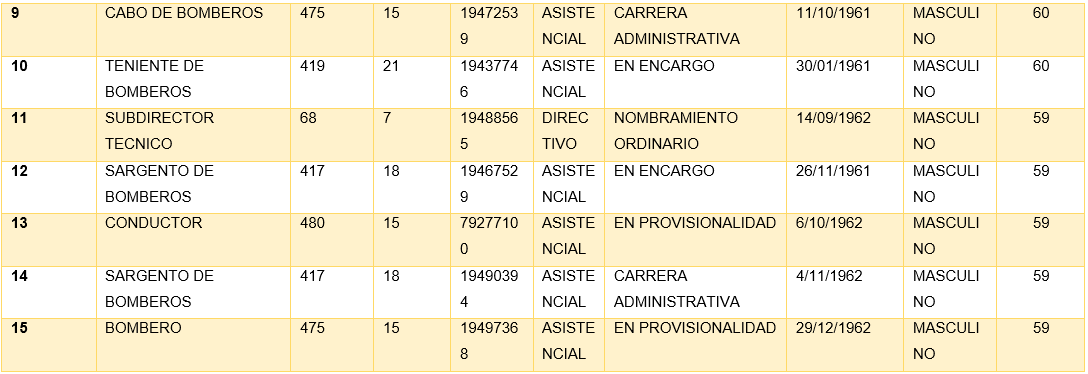 9 CABO DE BOMBEROS 475 15 1947253 ASISTE CARRERA 11/10/1961 MASCULI 60
9 NCIAL ADMINISTRATIVA NO
10 TENIENTE DE 419 21 1943774 ASISTE EN ENCARGO 30/01/1961 MASCULI 60
BOMBEROS 6 NCIAL NO
11 SUBDIRECTOR 68 7 1948856 DIREC NOMBRAMIENTO 14/09/1962 MASCULI 59
TECNICO 5 TIVO ORDINARIO NO
12 SARGENTO DE 417 18 1946752 ASISTE EN ENCARGO 26/11/1961 MASCULI 59
BOMBEROS 9 NCIAL NO
13 CONDUCTOR 480 15 7927710 ASISTE EN PROVISIONALIDAD 6/10/1962 MASCULI 59
0 NCIAL NO
14 SARGENTO DE 417 18 1949039 ASISTE CARRERA 4/11/1962 MASCULI 59
BOMBEROS 4 NCIAL ADMINISTRATIVA NO
15 BOMBERO 475 15 1949736 ASISTE EN PROVISIONALIDAD 29/12/1962 MASCULI 59
8 NCIAL NO